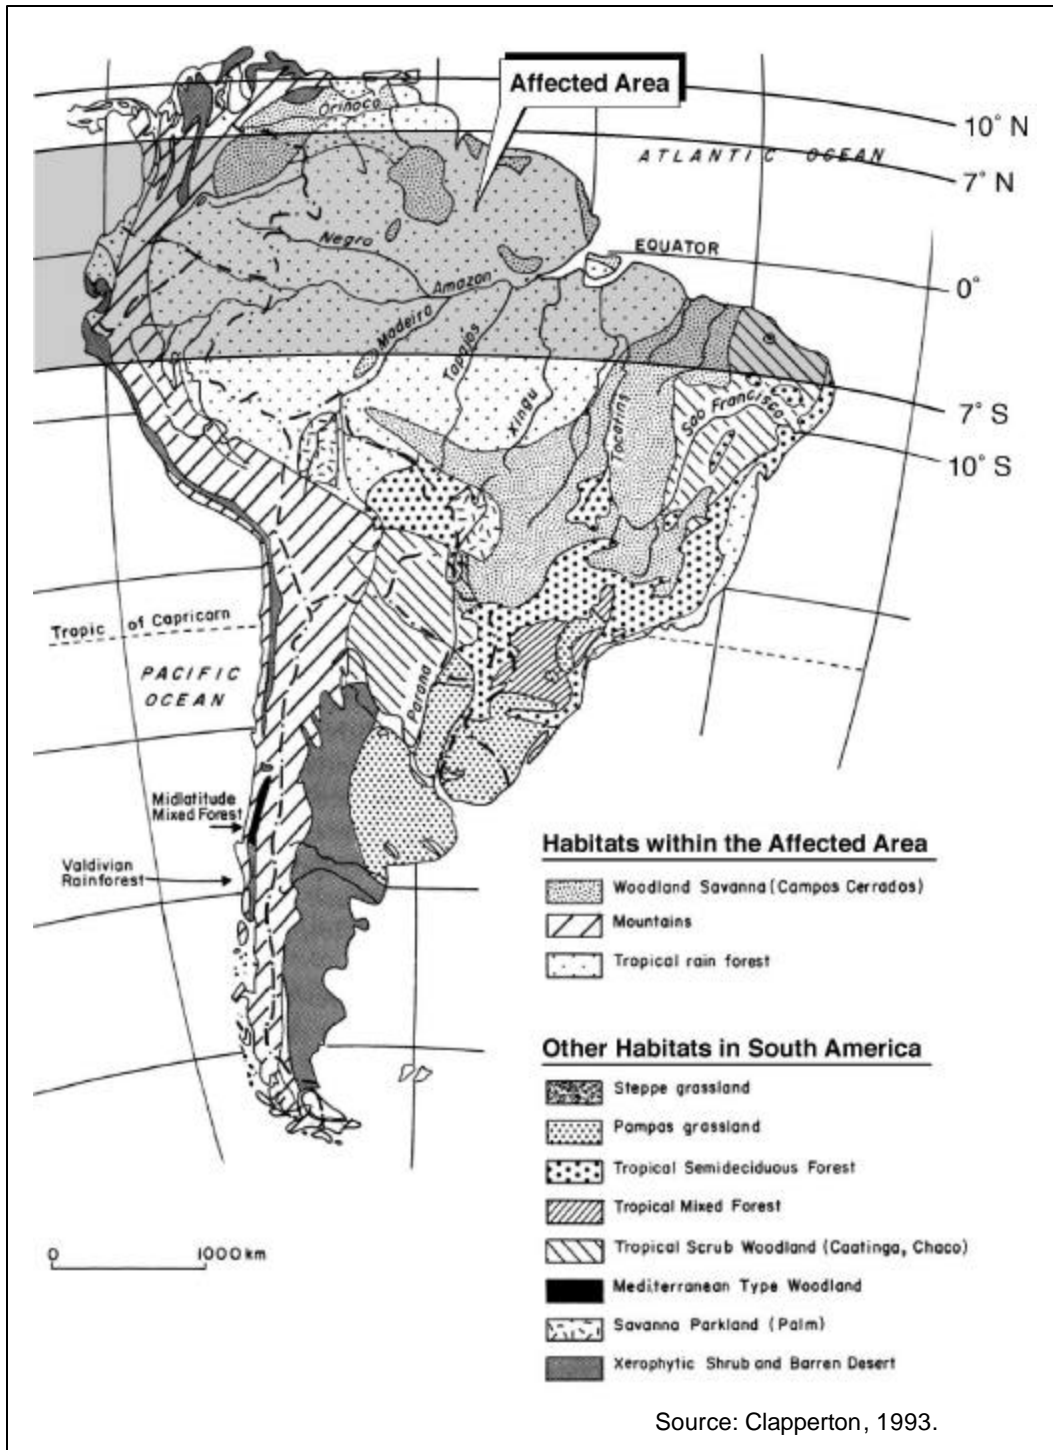 Affected Area
Orinoco
10° N
ATLANTIC OCEAN
7° N
Negro
EQUATOR
0°
Amazon
Madeira
Tapajos
Xingu
Tocarins
Sao Francisco
7° S
10° S
Tropic of Capricorn
PACIFIC
OCEAN
Parana
Midlatitude
Mixed Forest
Valdivian
Rainforest
Habitats within the Affected Area
Woodland Savanna (Campos Cerrados)
Mountains
Tropical rain forest
Other Habitats in South America
Steppe grassland
Pampas grassland
Tropical Semideciduous Forest
Tropical Mixed Forest
Tropical Scrub Woodland (Caatinga, Chaco)
Mediterranean Type Woodland
Savanna Parkland (Palm)
Xerophytic Shrub and Barren Desert
0 1000 km
Source: Clapperton, 1993.